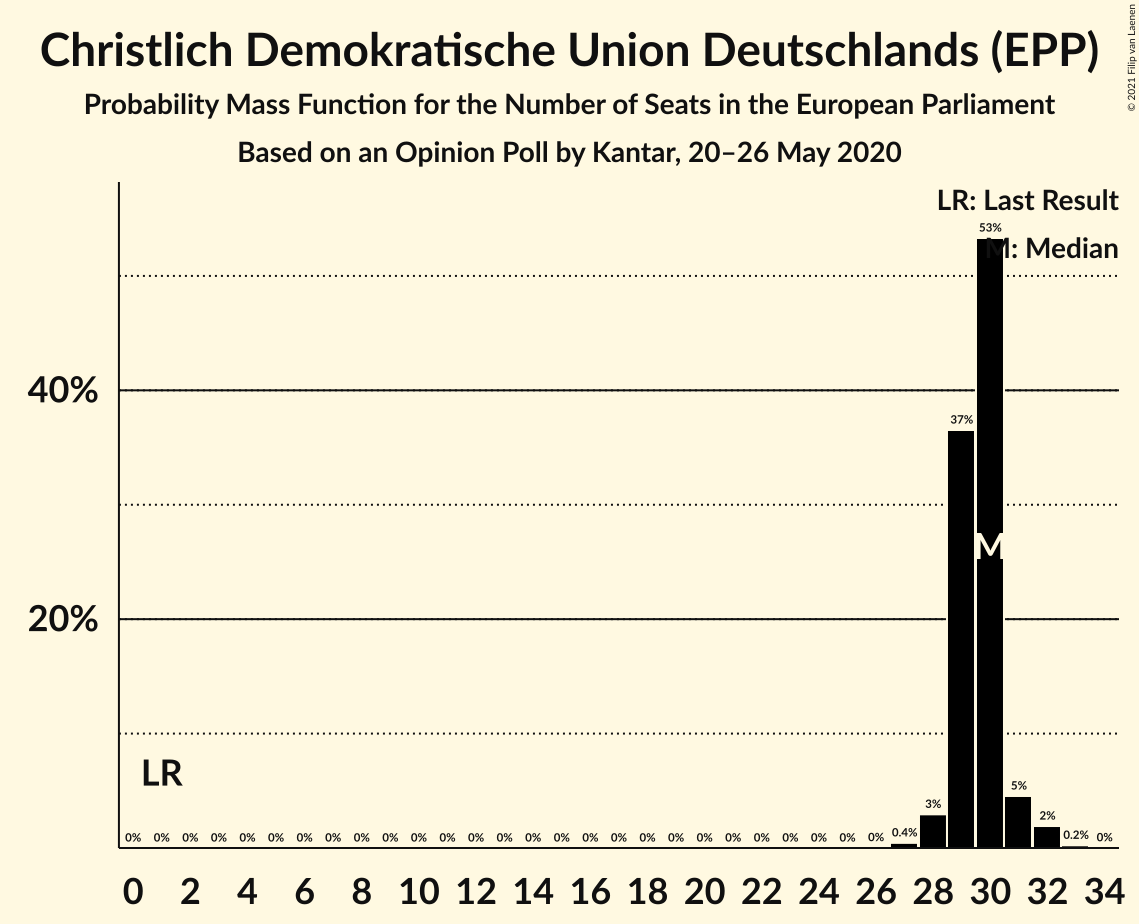 Christlich Demokratische Union Deutschlands (EPP)
Probability Mass Function for the Number of Seats in the European Parliament
Based on an Opinion Poll by Kantar, 20–26 May 2020
© 2021 Filip van Laenen
LR: Last Result
M: Median
53%
40%
37%
M
20%
LR
0% 0% 0% 0% 0% 0% 0% 0% 0% 0% 0% 0% 0% 0% 0% 0% 0% 0% 0% 0% 0% 0% 0% 0% 0% 0% 0% 0.4% 3% 5% 2% 0.2% 0%
0 2 4 6 8 10 12 14 16 18 20 22 24 26 28 30 32 34